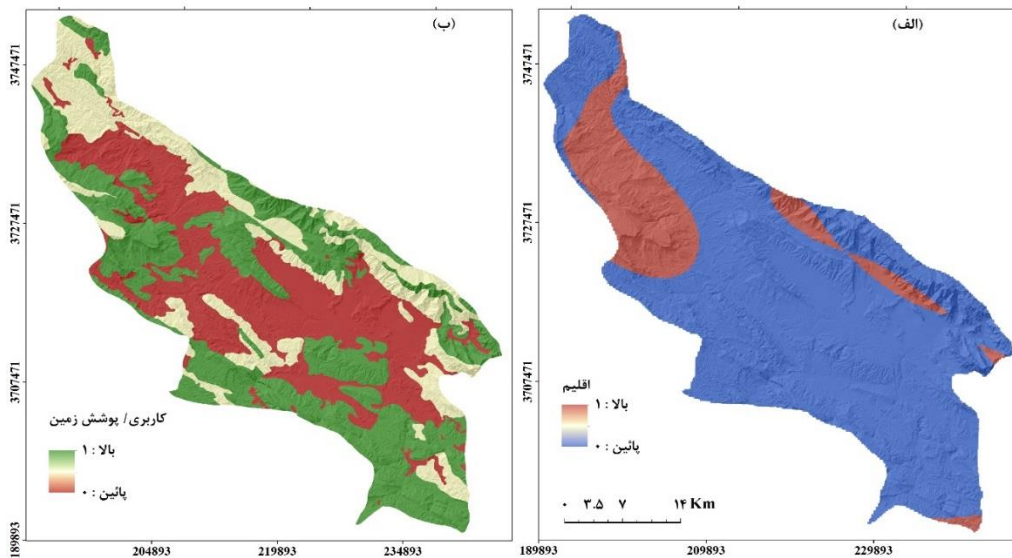 (الف)
3747471
3727471
3707471
اقلیم
بالا : ۱
پائین : ۰
۰ ۳.۵ ۷ ۱۴ Km
189893 209893 229893
(ب)
3747471
3727471
3707471
کاربری / پوشش زمین
بالا : ۱
پائین : ۰
189893
204893 219893 234893